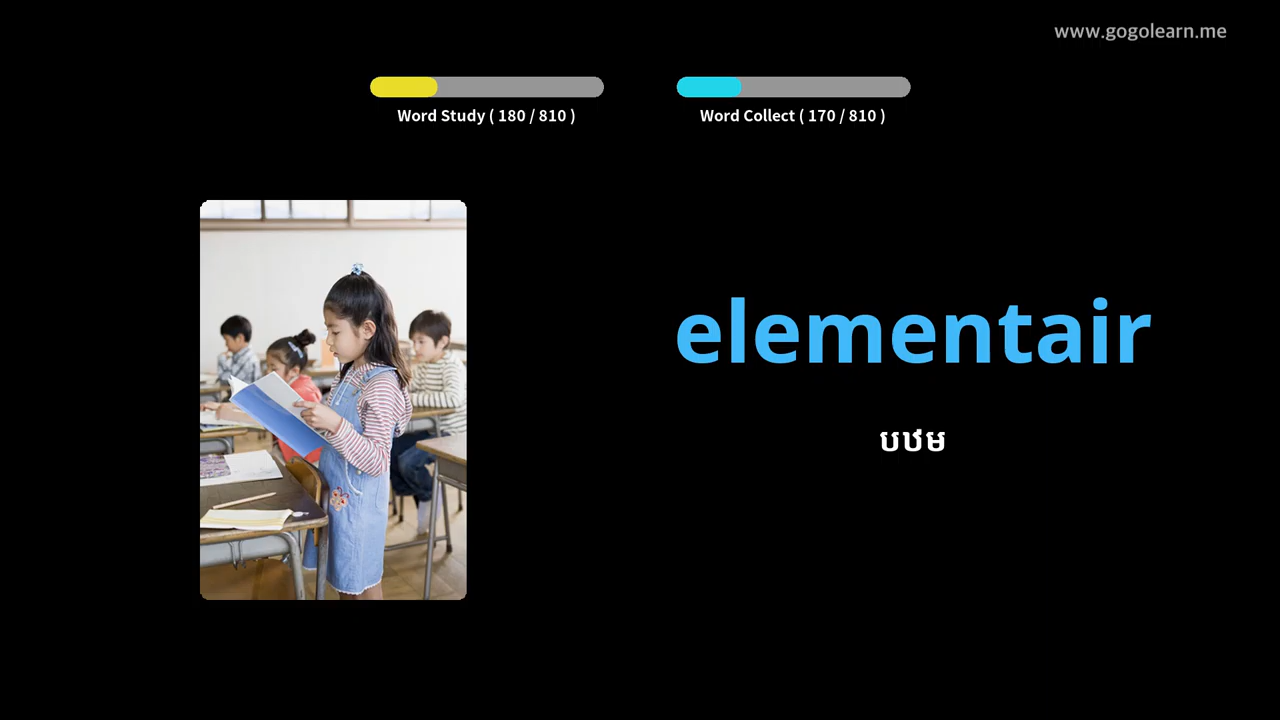 www.gogolearn.me
Word Study ( 180 / 810 )
Word Collect ( 170 / 810 )
elementair
បឋម